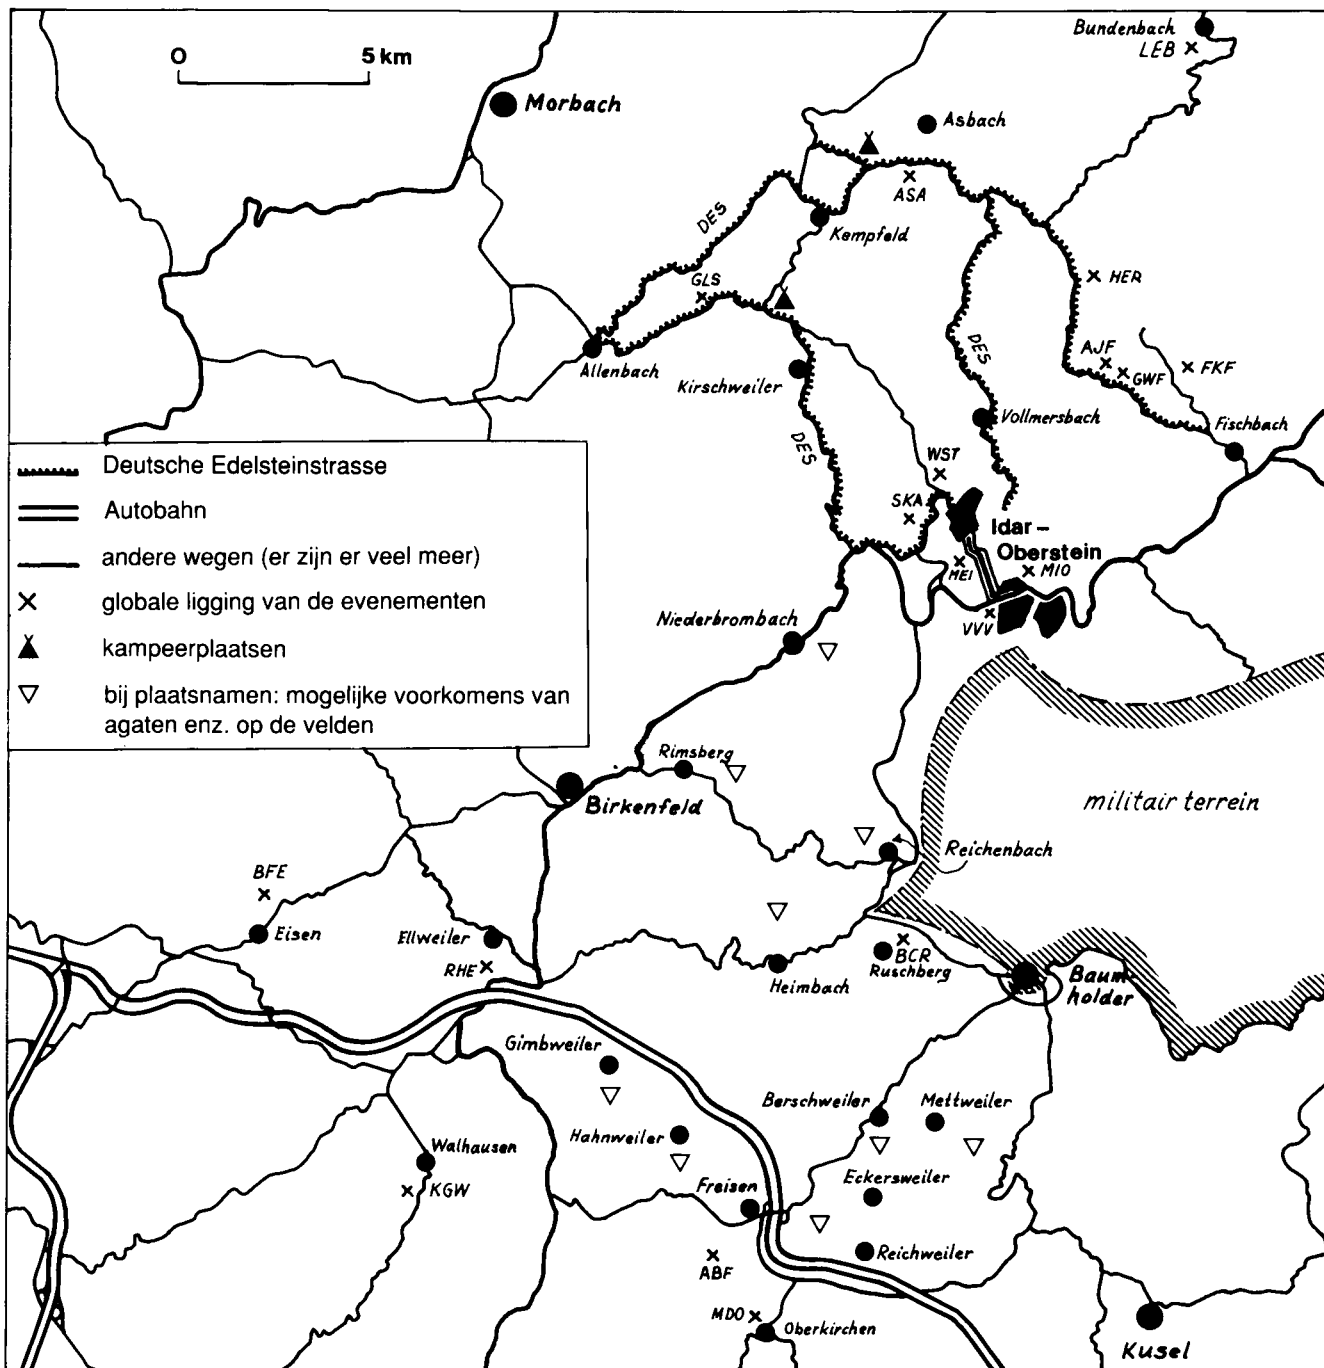 Bundenbach
LEB
0 5 km
Morbach
Asbach
ASA
DES
Kempfeld
GLS
HER
Allenbach
Kirschweiler
DES
AJF
GWF
FKF
DES
Vollmersbach
Fischbach
Deutsche Edelsteinstrasse
Autobahn
andere wegen (er zijn er veel meer)
globale ligging van de evenementen
kampeerplaatsen
bij plaatsnamen: mogelijke voorkomens van
agaten enz. op de velden
WST
SKA
Idar –
Oberstein
MEI
MIO
VVV
Niederbrombach
Rimsberg
Birkenfeld
militair terrein
Reichenbach
BFE
Eisen
Ellweiler
RHE
Heimbach
BCR
Ruschberg
Baum-
holder
Gimbweiler
Hahnweiler
Walhausen
KGW
Freisen
Berschweiler
Mettweiler
Eckersweiler
Reichweiler
ABF
MDO
Oberkirchen
Kusel